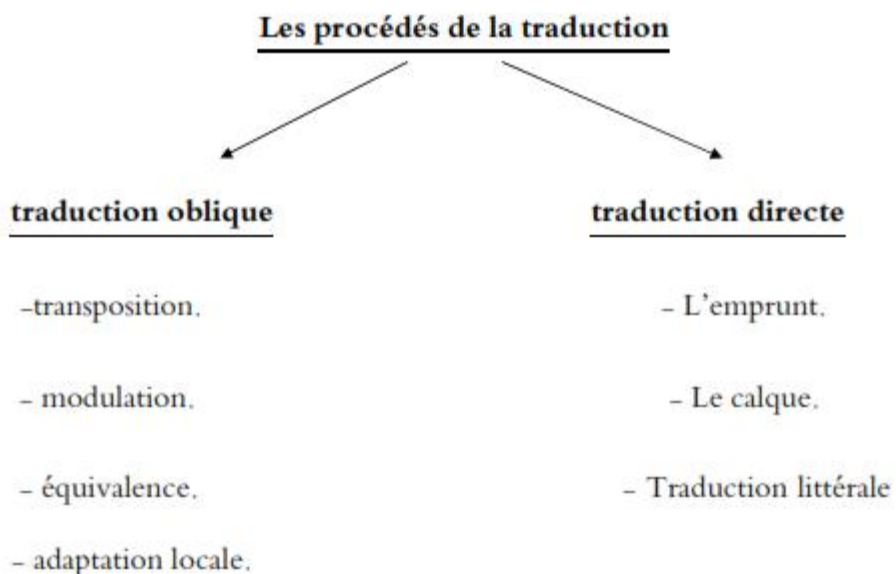 Les procédés de la traduction
traduction oblique
-transposition.
- modulation.
- équivalence.
- adaptation locale.
traduction directe
- L'emprunt.
- Le calque.
- Traduction littérale